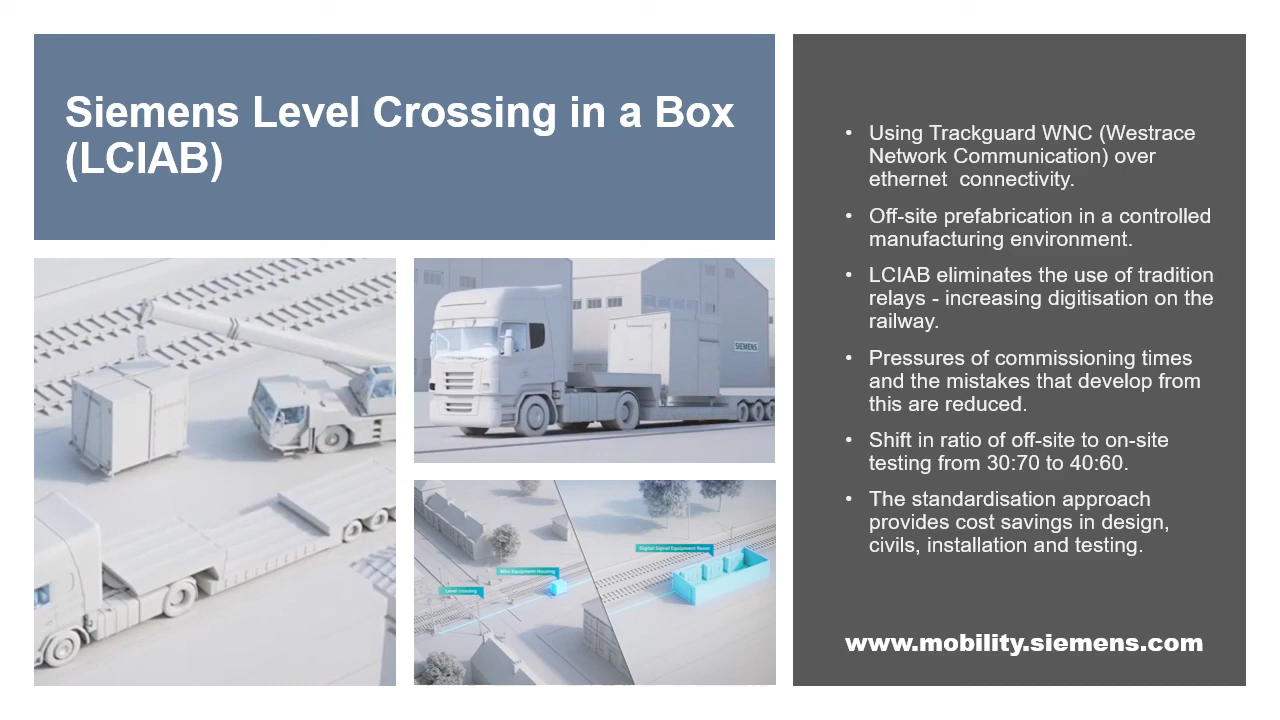 Siemens Level Crossing in a Box
(LCIAB)
• Using Trackguard WNC (Westrace
Network Communication) over
ethernet  connectivity.
• Off-site prefabrication in a controlled
manufacturing environment.
• LCIAB eliminates the use of tradition
relays - increasing digitisation on the
railway.
• Pressures of commissioning times
and the mistakes that develop from
this are reduced.
• Shift in ratio of off-site to on-site
testing from 30:70 to 40:60.
• The standardisation approach
provides cost savings in design,
civils, installation and testing.
www.mobility.siemens.com
SIEMENS
Digital Signal Equipment Room
Mini Equipment Housing
Level crossing